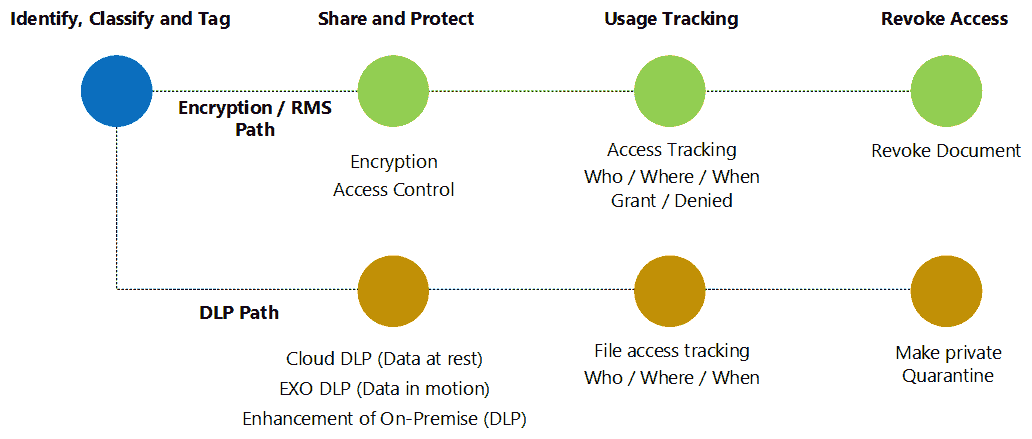 Identify, Classify and Tag
Share and Protect
Usage Tracking
Revoke Access
Encryption / RMS
Path
Encryption
Access Control
Access Tracking
Who / Where / When
Grant / Denied
Revoke Document
DLP Path
Cloud DLP (Data at rest)
EXO DLP (Data in motion)
Enhancement of On-Premise (DLP)
File access tracking
Who / Where / When
Make private
Quarantine